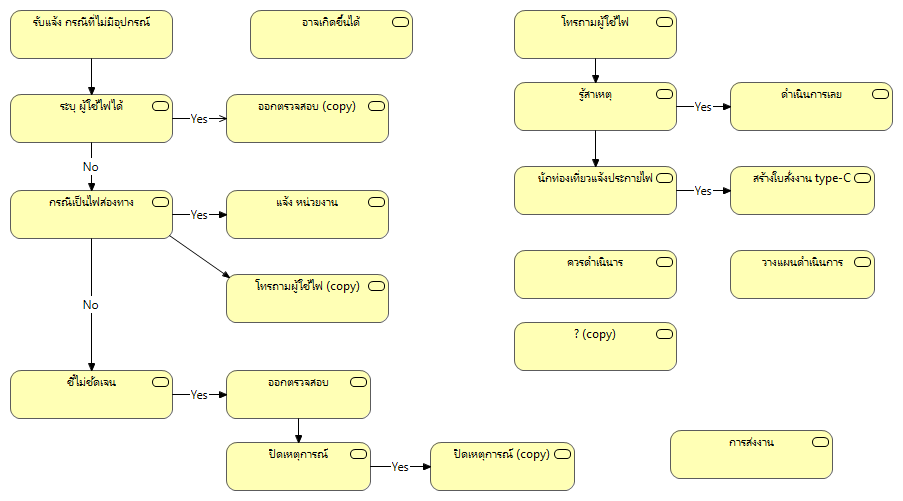 รับแจ้ง กรณีที่ไม่มีอุปกรณ์
อาจเกิดขึ้นได้
โทรถามผู้ใช้ไฟ
ระบุ ผู้ใช้ไฟได้
Yes
ออกตรวจสอบ (copy)
รู้สาเหตุ
Yes
ดำเนินการเลย
No
กรณีเป็นไฟส่องทาง
Yes
แจ้ง หน่วยงาน
นักท่องเที่ยวแจ้งประกายไฟ
Yes
สร้างใบสั่งงาน type-C
โทรถามผู้ใช้ไฟ (copy)
ควรดำเนินาร
วางแผนดำเนินการ
No
? (copy)
ชี้ไม่ชัดเจน
Yes
ออกตรวจสอบ
ปิดเหตุการณ์
Yes
ปิดเหตุการณ์ (copy)
การส่งงาน